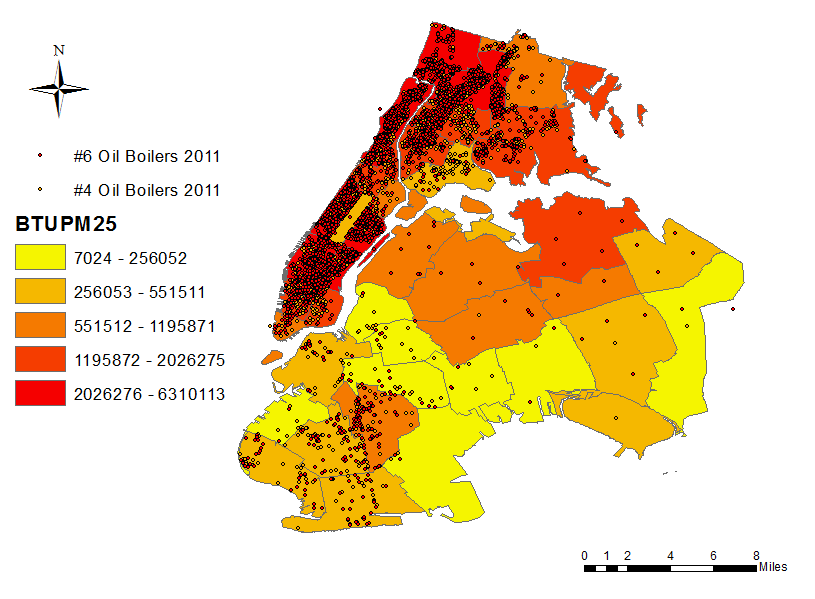 N
#6 Oil Boilers 2011
#4 Oil Boilers 2011
BTUPM25
7024 - 256052
256053 - 551511
551512 - 1195871
1195872 - 2026275
2026276 - 6310113
0 1 2 4 6 8
Miles